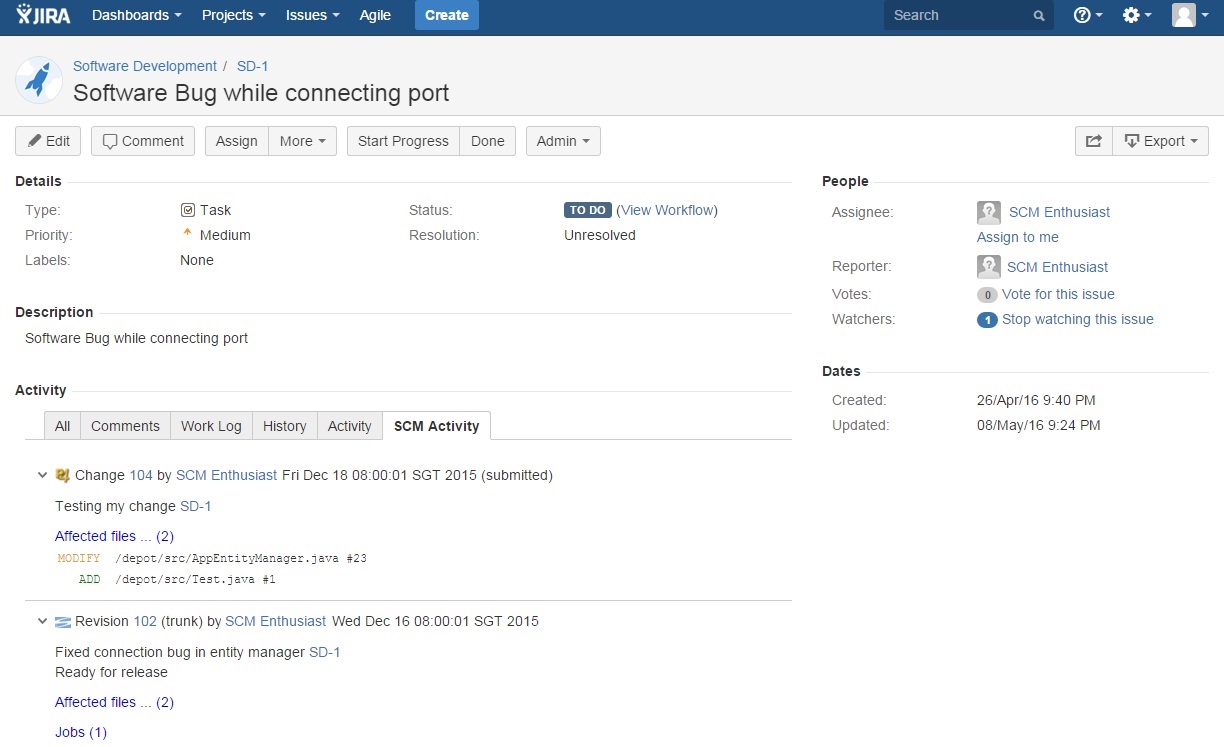 JIRA Dashboards Projects Issues Agile Create Search
Software Development / SD-1
Software Bug while connecting port
Edit Comment Assign More Start Progress Done Admin Export
Details
Type: Task Status: TO DO (View Workflow)
Priority: Medium Resolution: Unresolved
Labels: None
Description
Software Bug while connecting port
Activity
All Comments Work Log History Activity SCM Activity
Change 104 by SCM Enthusiast Fri Dec 18 08:00:01 SGT 2015 (submitted)
Testing my change SD-1
Affected files ... (2)
MODIFY /depot/src/AppEntityManager.java #23
ADD /depot/src/Test.java #1
Revision 102 (trunk) by SCM Enthusiast Wed Dec 16 08:00:01 SGT 2015
Fixed connection bug in entity manager SD-1
Ready for release
Affected files ... (2)
Jobs (1)
People
Assignee: SCM Enthusiast
Assign to me
Reporter: SCM Enthusiast
Votes: 0 Vote for this issue
Watchers: 1 Stop watching this issue
Dates
Created: 26/Apr/16 9:40 PM
Updated: 08/May/16 9:24 PM